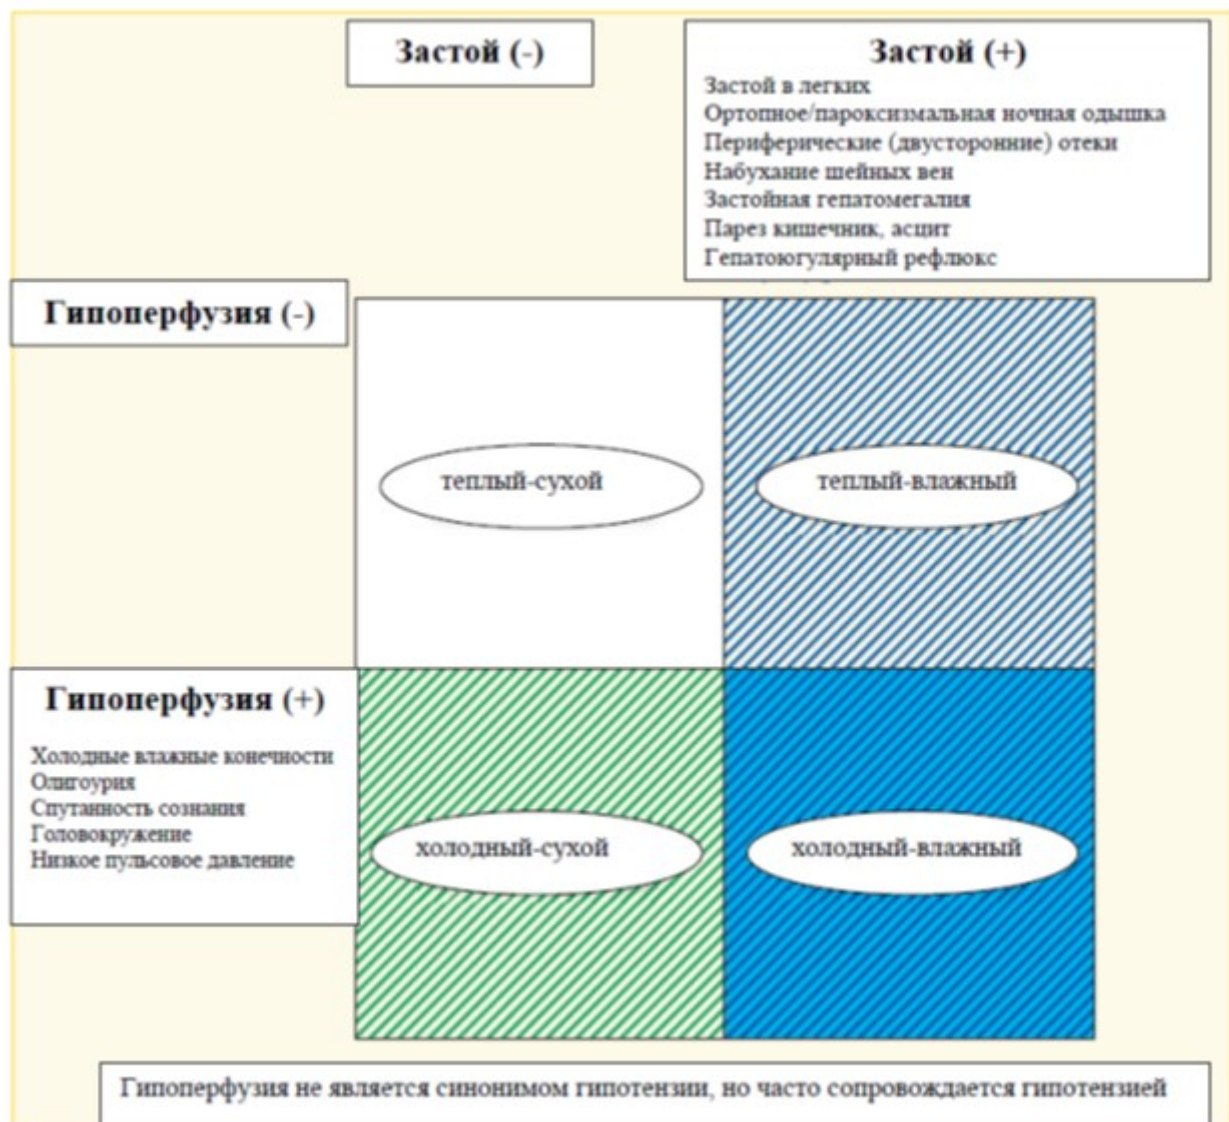 Застой (-)
Застой (+)
Застой в легких
Ортопное/пароксизмальная ночная одышка
Периферические (двусторонние) отеки
Набухание шейных вен
Застойная гепатомегалия
Парез кишечник, асцит
Гепатоюгулярный рефлюкс
Гипоперфузия (-)
теплый-сухой
теплый-влажный
Гипоперфузия (+)
Холодные влажные конечности
Олигоурия
Спутанность сознания
Головокружение
Низкое пульсовое давление
холодный-сухой
холодный-влажный
Гипоперфузия не является синонимом гипотензии, но часто сопровождается гипотензией